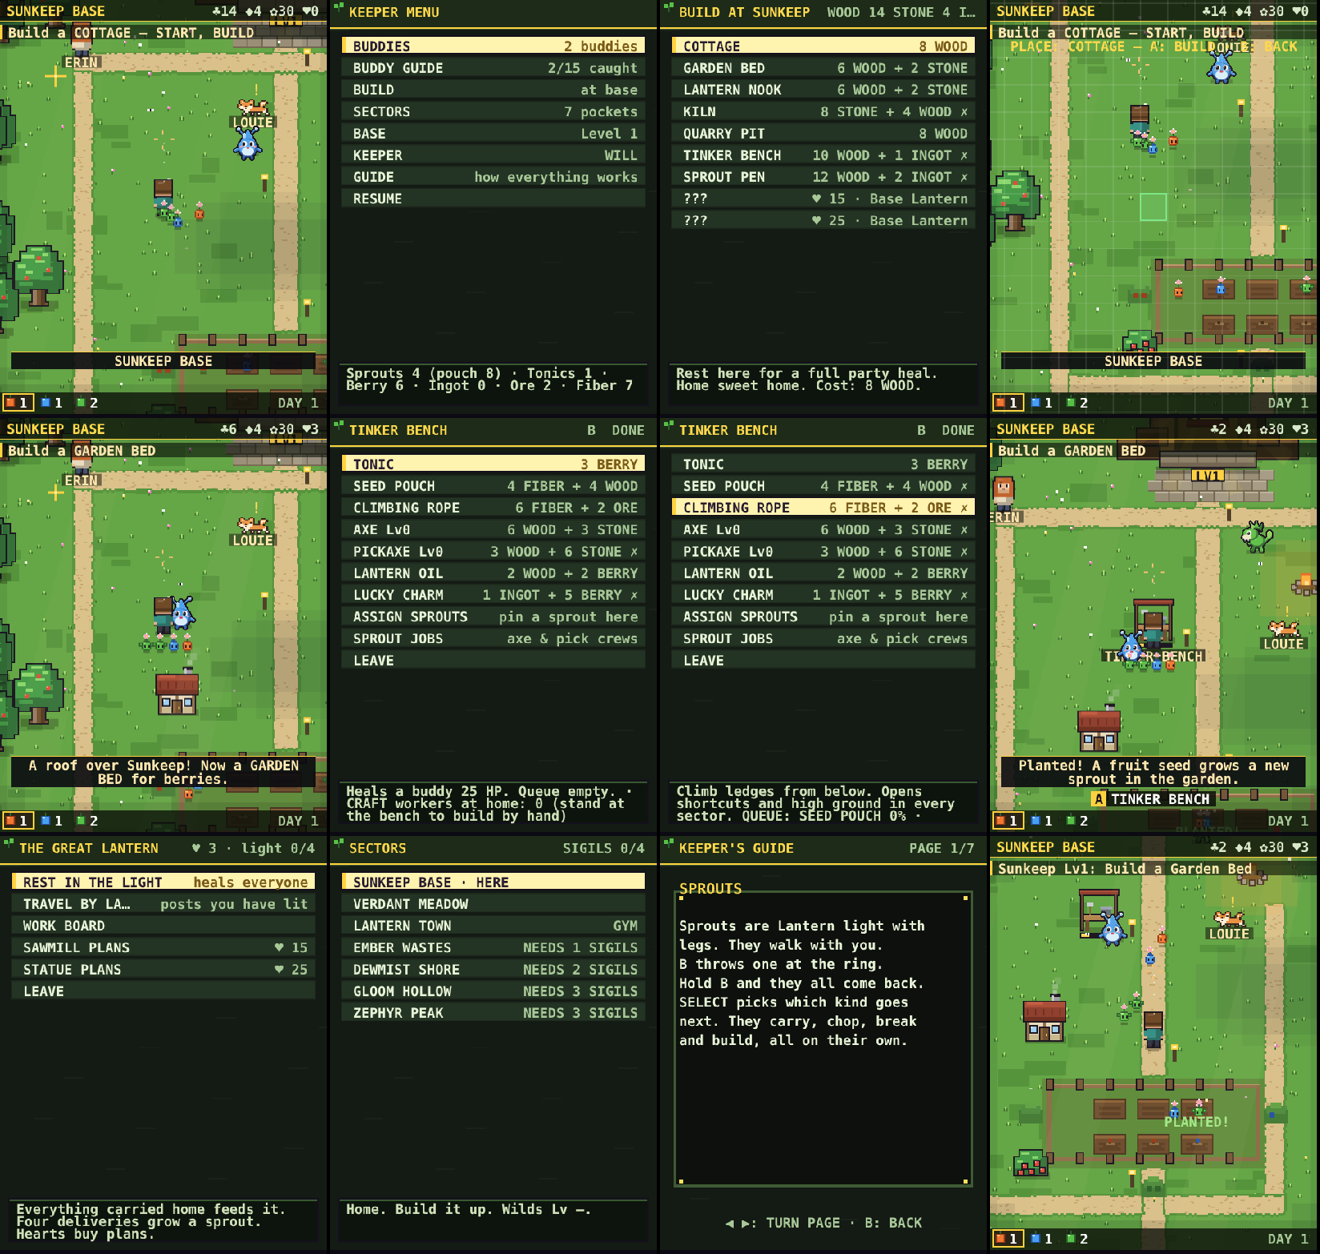 SUNKEEP BASE ♣14 ♦4 ✿30 ♥0
Build a COTTAGE — START, BUILD
ERIN
!
LOUIE
SUNKEEP BASE
1 1 2 DAY 1
KEEPER MENU
BUDDIES 2 buddies
BUDDY GUIDE 2/15 caught
BUILD at base
SECTORS 7 pockets
BASE Level 1
KEEPER WILL
GUIDE how everything works
RESUME
Sprouts 4 (pouch 8) · Tonics 1 ·
Berry 6 · Ingot 0 · Ore 2 · Fiber 7
BUILD AT SUNKEEP WOOD 14 STONE 4 I…
COTTAGE 8 WOOD
GARDEN BED 6 WOOD + 2 STONE
LANTERN NOOK 6 WOOD + 2 STONE
KILN 8 STONE + 4 WOOD ✗
QUARRY PIT 8 WOOD
TINKER BENCH 10 WOOD + 1 INGOT ✗
SPROUT PEN 12 WOOD + 2 INGOT ✗
??? ♥ 15 · Base Lantern
??? ♥ 25 · Base Lantern
Rest here for a full party heal.
Home sweet home. Cost: 8 WOOD.
SUNKEEP BASE ♣14 ♦4 ✿30 ♥0
Build a COTTAGE — START, BUILD
PLACE COTTAGE — A: BUILD BACK
SUNKEEP BASE
1 1 2 DAY 1
SUNKEEP BASE ♣6 ♦4 ✿30 ♥3
Build a GARDEN BED
ERIN
!
LOUIE
A roof over Sunkeep! Now a GARDEN
BED for berries.
1 1 2 DAY 1
TINKER BENCH B DONE
TONIC 3 BERRY
SEED POUCH 4 FIBER + 4 WOOD
CLIMBING ROPE 6 FIBER + 2 ORE
AXE Lv0 6 WOOD + 3 STONE
PICKAXE Lv0 3 WOOD + 6 STONE ✗
LANTERN OIL 2 WOOD + 2 BERRY
LUCKY CHARM 1 INGOT + 5 BERRY ✗
ASSIGN SPROUTS pin a sprout here
SPROUT JOBS axe & pick crews
LEAVE
Heals a buddy 25 HP. Queue empty. ·
CRAFT workers at home: 0 (stand at
the bench to build by hand)
TINKER BENCH B DONE
TONIC 3 BERRY
SEED POUCH 4 FIBER + 4 WOOD
CLIMBING ROPE 6 FIBER + 2 ORE ✗
AXE Lv0 6 WOOD + 3 STONE
PICKAXE Lv0 3 WOOD + 6 STONE ✗
LANTERN OIL 2 WOOD + 2 BERRY
LUCKY CHARM 1 INGOT + 5 BERRY ✗
ASSIGN SPROUTS pin a sprout here
SPROUT JOBS axe & pick crews
LEAVE
Climb ledges from below. Opens
shortcuts and high ground in every
sector. QUEUE: SEED POUCH 0% ·
SUNKEEP BASE ♣2 ♦4 ✿30 ♥3
Build a GARDEN BED
LV1
ERIN
!
LOUIE
TINKER BENCH
Planted! A fruit seed grows a new
sprout in the garden.
A TINKER BENCH
1 1 2 DAY 1
THE GREAT LANTERN ♥ 3 · light 0/4
REST IN THE LIGHT heals everyone
TRAVEL BY LA… posts you have lit
WORK BOARD
SAWMILL PLANS ♥ 15
STATUE PLANS ♥ 25
LEAVE
Everything carried home feeds it.
Four deliveries grow a sprout.
Hearts buy plans.
SECTORS SIGILS 0/4
SUNKEEP BASE · HERE
VERDANT MEADOW
LANTERN TOWN GYM
EMBER WASTES NEEDS 1 SIGILS
DEWMIST SHORE NEEDS 2 SIGILS
GLOOM HOLLOW NEEDS 3 SIGILS
ZEPHYR PEAK NEEDS 3 SIGILS
Home. Build it up. Wilds Lv —.
KEEPER'S GUIDE PAGE 1/7
SPROUTS
Sprouts are Lantern light with
legs. They walk with you.
B throws one at the ring.
Hold B and they all come back.
SELECT picks which kind goes
next. They carry, chop, break
and build, all on their own.
◀ ▶: TURN PAGE · B: BACK
SUNKEEP BASE ♣2 ♦4 ✿30 ♥3
Sunkeep Lv1: Build a Garden Bed
!
LOUIE
PLANTED!
1 1 2 DAY 1